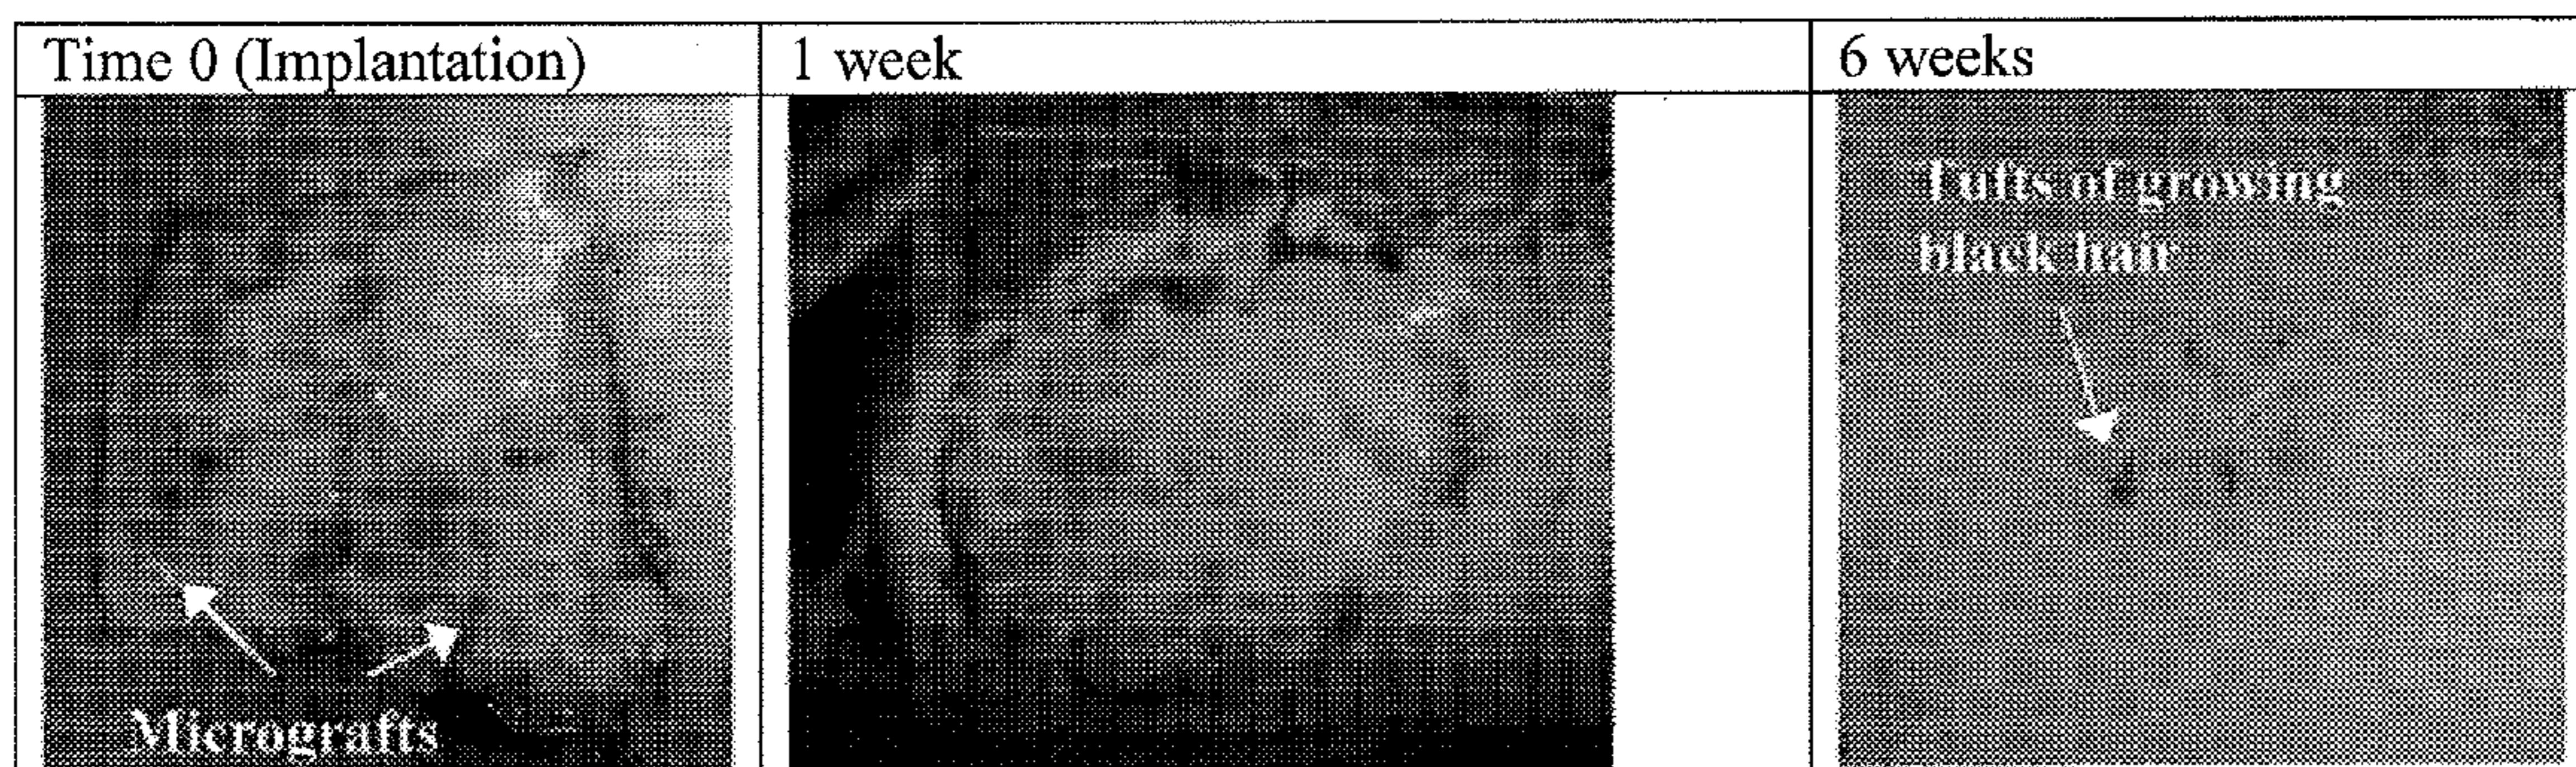 Time 0 (Implantation)
1 week
6 weeks
Tufts of growing
black hair
Micrografts